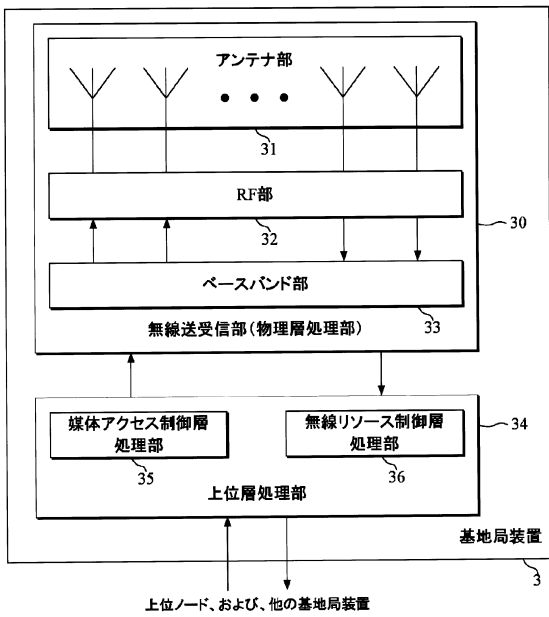 アンテナ部
31
RF部
32
30
ベースバンド部
33
無線送受信部(物理層処理部)
媒体アクセス制御層
処理部
35
無線リソース制御層
処理部
36
34
上位層処理部
基地局装置
3
上位ノード、および、他の基地局装置